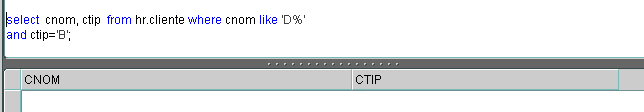 select cnom, ctip from hr.cliente where cnom like 'D%'
and ctip='B';
CNOM CTIP